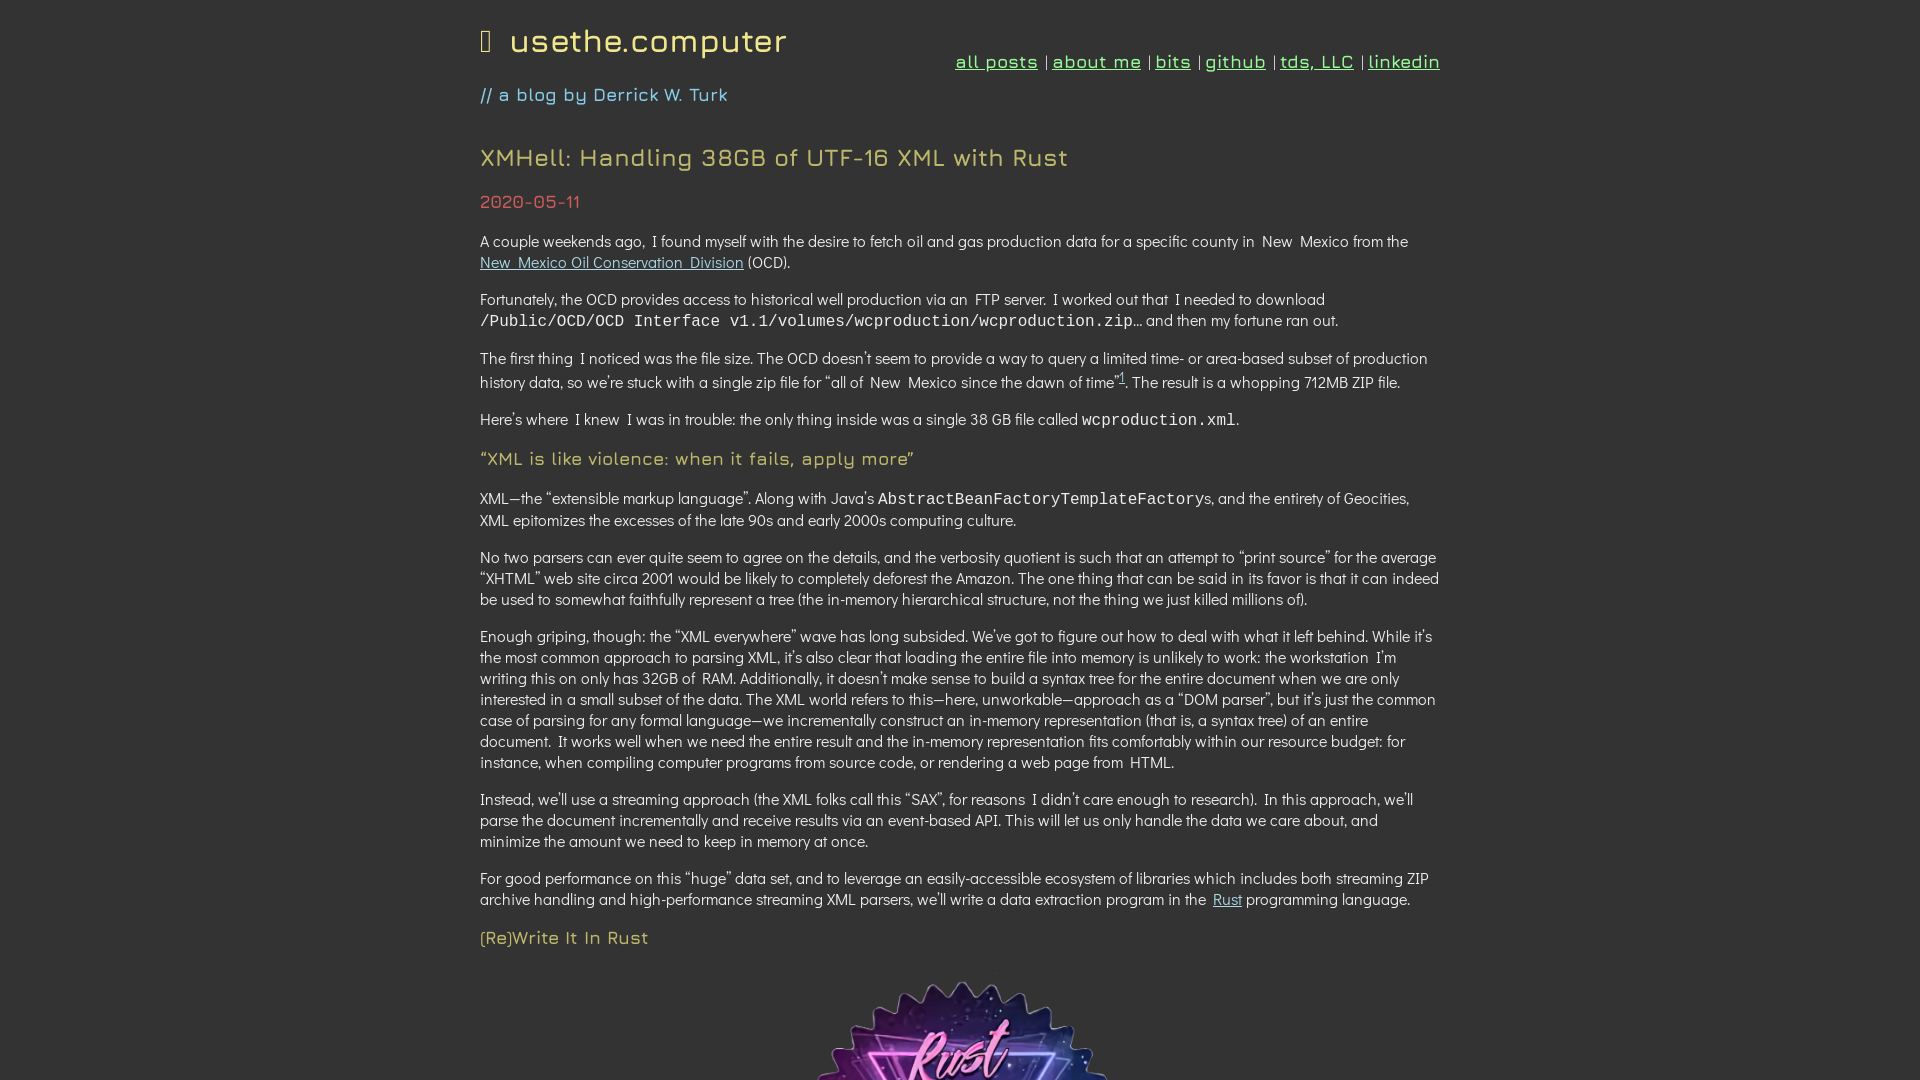 usethe.computer
all posts | about me | bits | github | tds, LLC | linkedin
// a blog by Derrick W. Turk
XMHell: Handling 38GB of UTF-16 XML with Rust
2020-05-11
A couple weekends ago, I found myself with the desire to fetch oil and gas production data for a specific county in New Mexico from the
New Mexico Oil Conservation Division (OCD).
Fortunately, the OCD provides access to historical well production via an FTP server. I worked out that I needed to download
/Public/OCD/OCD Interface v1.1/volumes/wcproduction/wcproduction.zip… and then my fortune ran out.
The first thing I noticed was the file size. The OCD doesn’t seem to provide a way to query a limited time- or area-based subset of production
history data, so we’re stuck with a single zip file for “all of New Mexico since the dawn of time”1. The result is a whopping 712MB ZIP file.
Here’s where I knew I was in trouble: the only thing inside was a single 38 GB file called wcproduction.xml.
“XML is like violence: when it fails, apply more”
XML—the “extensible markup language”. Along with Java’s AbstractBeanFactoryTemplateFactorys, and the entirety of Geocities,
XML epitomizes the excesses of the late 90s and early 2000s computing culture.
No two parsers can ever quite seem to agree on the details, and the verbosity quotient is such that an attempt to “print source” for the average
“XHTML” web site circa 2001 would be likely to completely deforest the Amazon. The one thing that can be said in its favor is that it can indeed
be used to somewhat faithfully represent a tree (the in-memory hierarchical structure, not the thing we just killed millions of).
Enough griping, though: the “XML everywhere” wave has long subsided. We’ve got to figure out how to deal with what it left behind. While it’s
the most common approach to parsing XML, it’s also clear that loading the entire file into memory is unlikely to work: the workstation I’m
writing this on only has 32GB of RAM. Additionally, it doesn’t make sense to build a syntax tree for the entire document when we are only
interested in a small subset of the data. The XML world refers to this—here, unworkable—approach as a “DOM parser”, but it’s just the common
case of parsing for any formal language—we incrementally construct an in-memory representation (that is, a syntax tree) of an entire
document. It works well when we need the entire result and the in-memory representation fits comfortably within our resource budget: for
instance, when compiling computer programs from source code, or rendering a web page from HTML.
Instead, we’ll use a streaming approach (the XML folks call this “SAX”, for reasons I didn’t care enough to research). In this approach, we’ll
parse the document incrementally and receive results via an event-based API. This will let us only handle the data we care about, and
minimize the amount we need to keep in memory at once.
For good performance on this “huge” data set, and to leverage an easily-accessible ecosystem of libraries which includes both streaming ZIP
archive handling and high-performance streaming XML parsers, we’ll write a data extraction program in the Rust programming language.
(Re)Write It In Rust
Rust